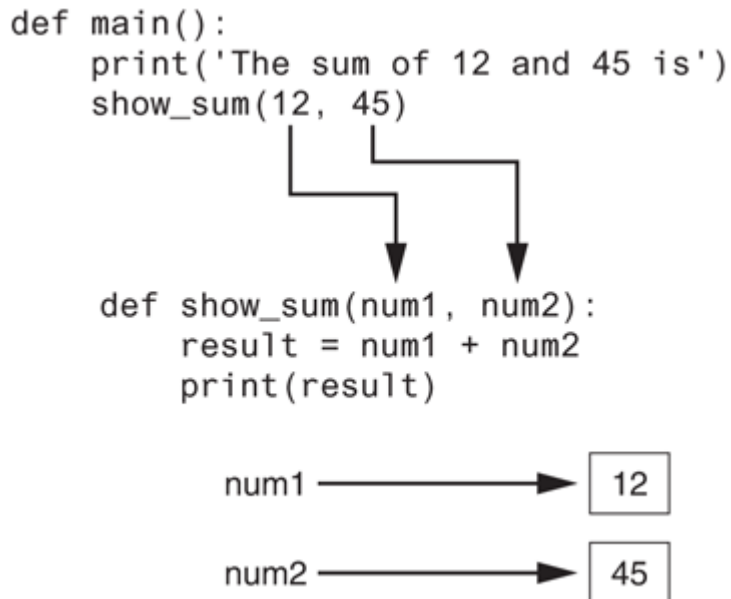 def main():
    print('The sum of 12 and 45 is')
    show_sum(12, 45)
def show_sum(num1, num2):
    result = num1 + num2
    print(result)
num1 12
num2 45